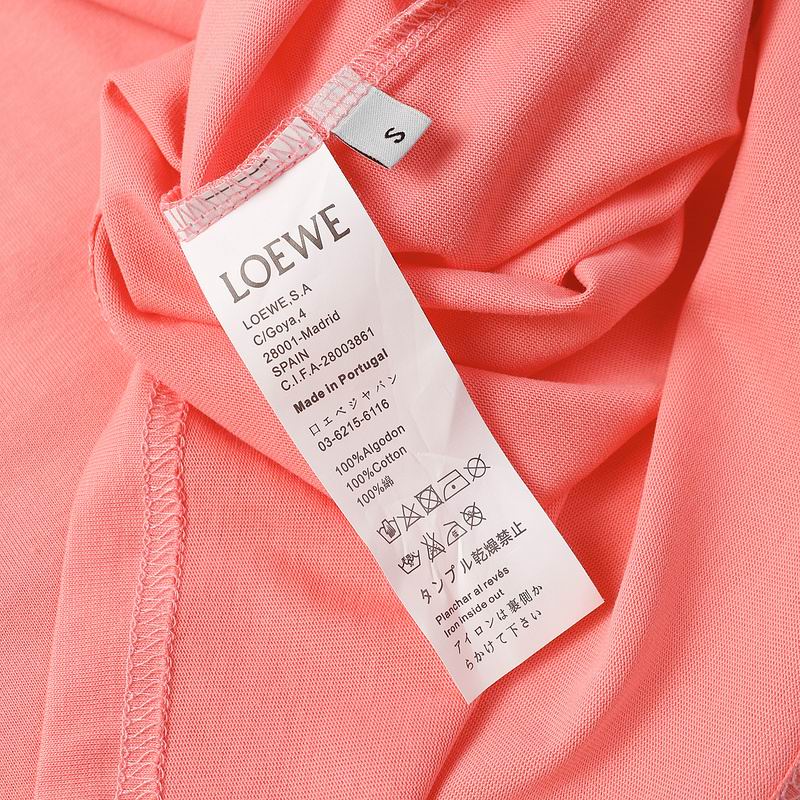 S
LOEWE
LOEWE,S.A
C/Goya,4
28001-Madrid
SPAIN
C.I.F.A-28003861
Made in Portugal
口エベジャパン
03-6215-6116
100%Algodon
100%Cotton
100%綿
タンプル乾燥禁止
Planchar al revés
Iron inside out
アイロンは裏側か
らかけて下さい